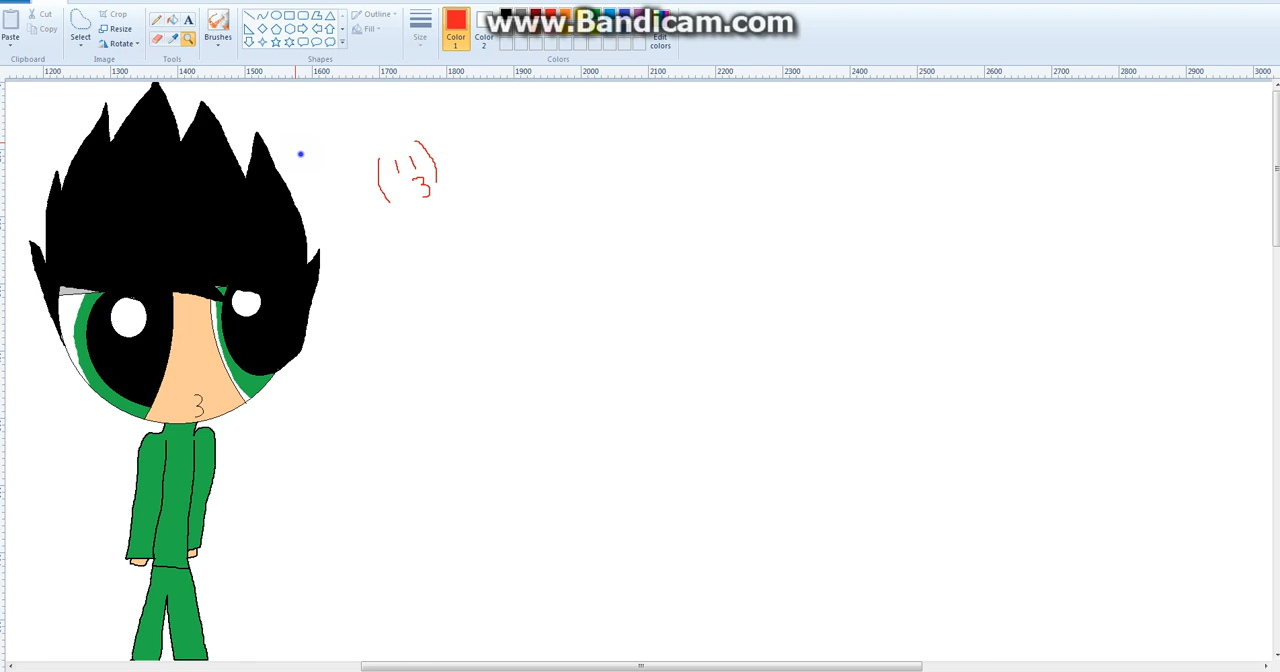 www.Bandicam.com
Cut
Copy
Paste
Clipboard
Select
Crop
Resize
Rotate
Image
A
Tools
Brushes
Shapes
Outline
Fill
Size
Color 1
Color 2
Edit colors
Colors
1200 1300 1400 1500 1600 1700 1800 1900 2000 2100 2200 2300 2400 2500 2600 2700 2800 2900 3000
( ı ı )
3
3